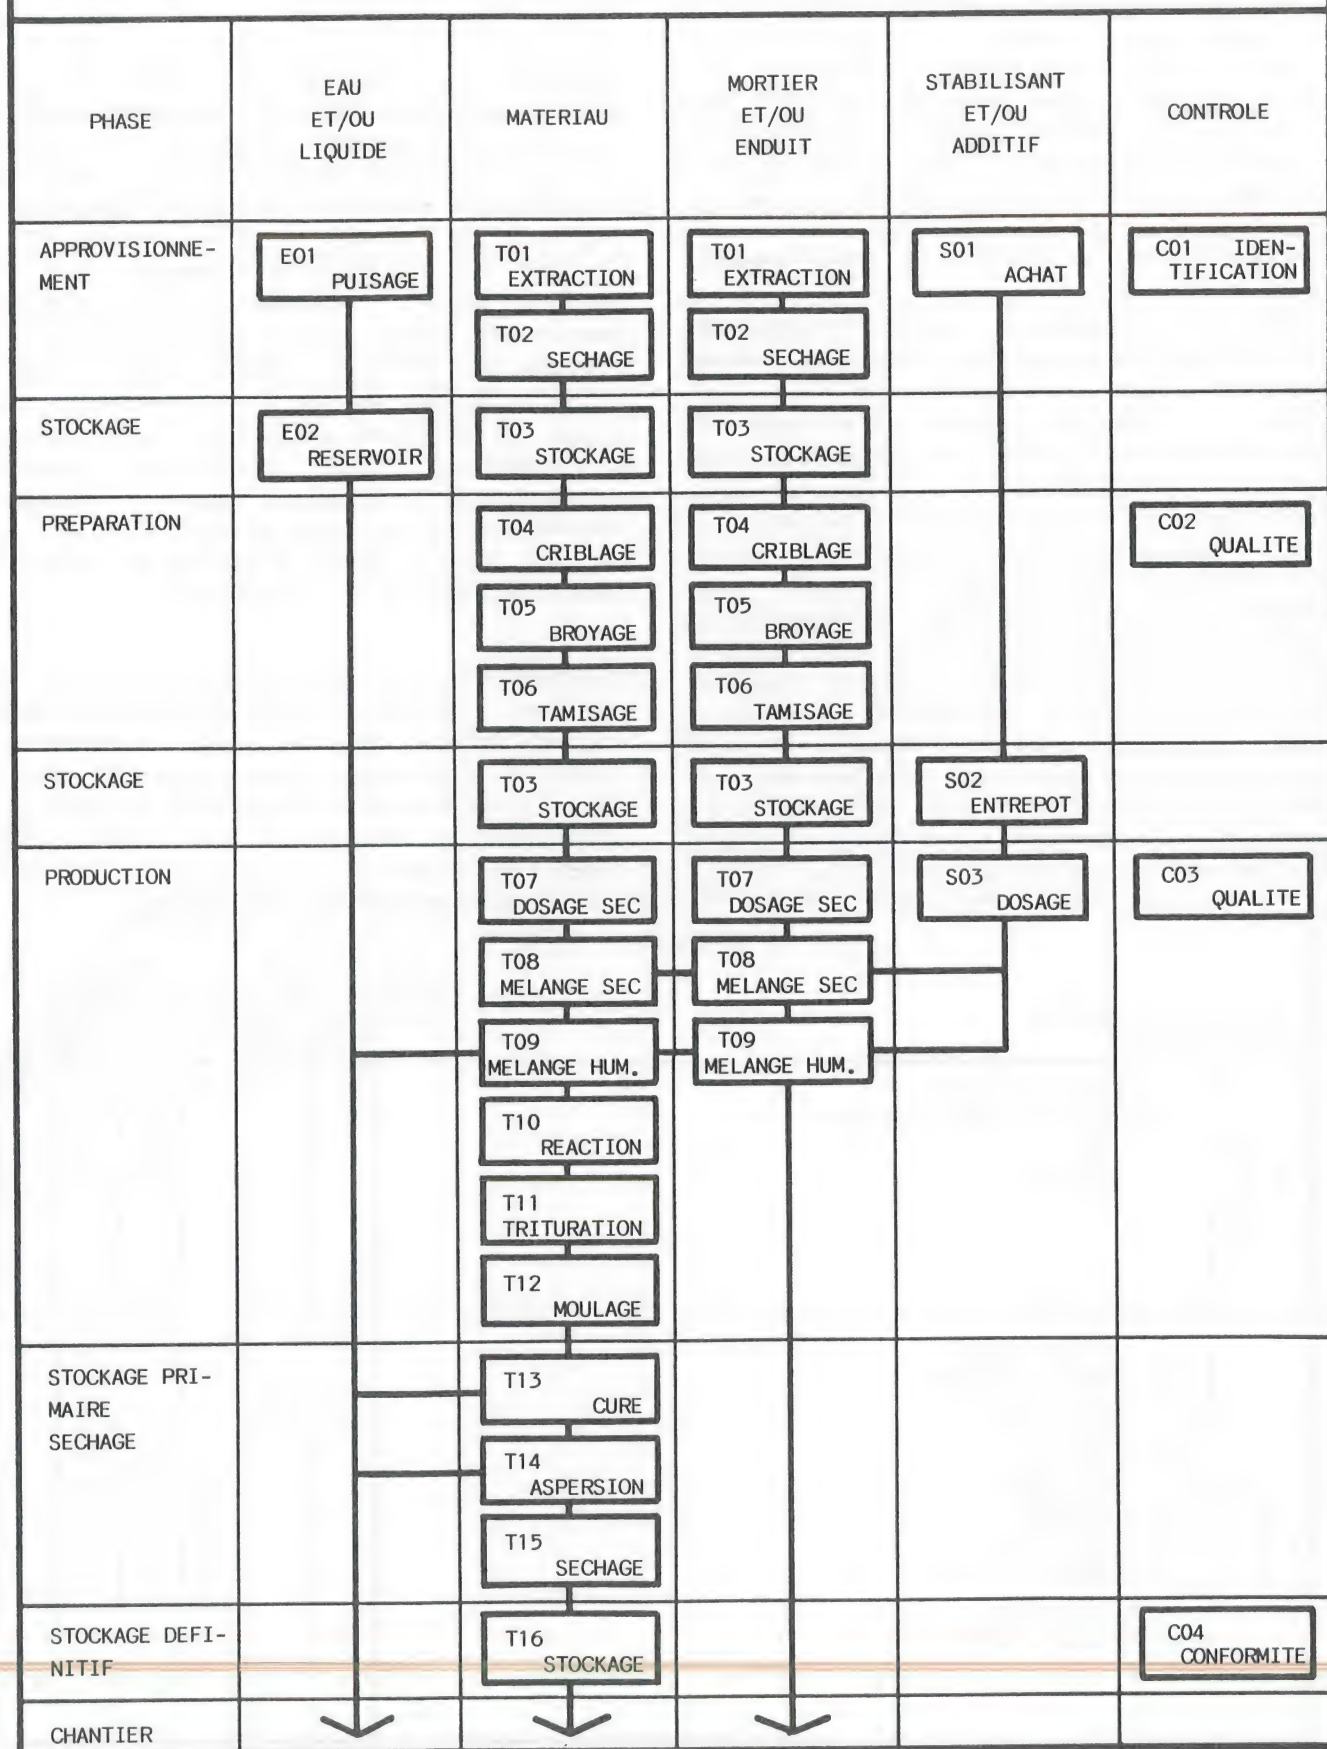 PHASE
EAU
ET/OU
LIQUIDE
MATERIAU
MORTIER
ET/OU
ENDUIT
STABILISANT
ET/OU
ADDITIF
CONTROLE
APPROVISIONNE-
MENT
E01
PUISAGE
T01
EXTRACTION
T01
EXTRACTION
S01
ACHAT
C01 IDEN-
TIFICATION
T02
SECHAGE
T02
SECHAGE
STOCKAGE
E02
RESERVOIR
T03
STOCKAGE
T03
STOCKAGE
PREPARATION
T04
CRIBLAGE
T04
CRIBLAGE
C02
QUALITE
T05
BROYAGE
T05
BROYAGE
T06
TAMISAGE
T06
TAMISAGE
STOCKAGE
T03
STOCKAGE
T03
STOCKAGE
S02
ENTREPOT
PRODUCTION
T07
DOSAGE SEC
T07
DOSAGE SEC
S03
DOSAGE
C03
QUALITE
T08
MELANGE SEC
T08
MELANGE SEC
T09
MELANGE HUM.
T09
MELANGE HUM.
T10
REACTION
T11
TRITURATION
T12
MOULAGE
STOCKAGE PRI-
MAIRE
SECHAGE
T13
CURE
T14
ASPERSION
T15
SECHAGE
STOCKAGE DEFI-
NITIF
T16
STOCKAGE
C04
CONFORMITE
CHANTIER